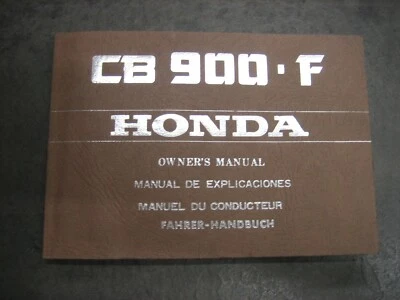 CB 900·F
HONDA
OWNER'S MANUAL
MANUAL DE EXPLICACIONES
MANUEL DU CONDUCTEUR
FAHRER-HANDBUCH